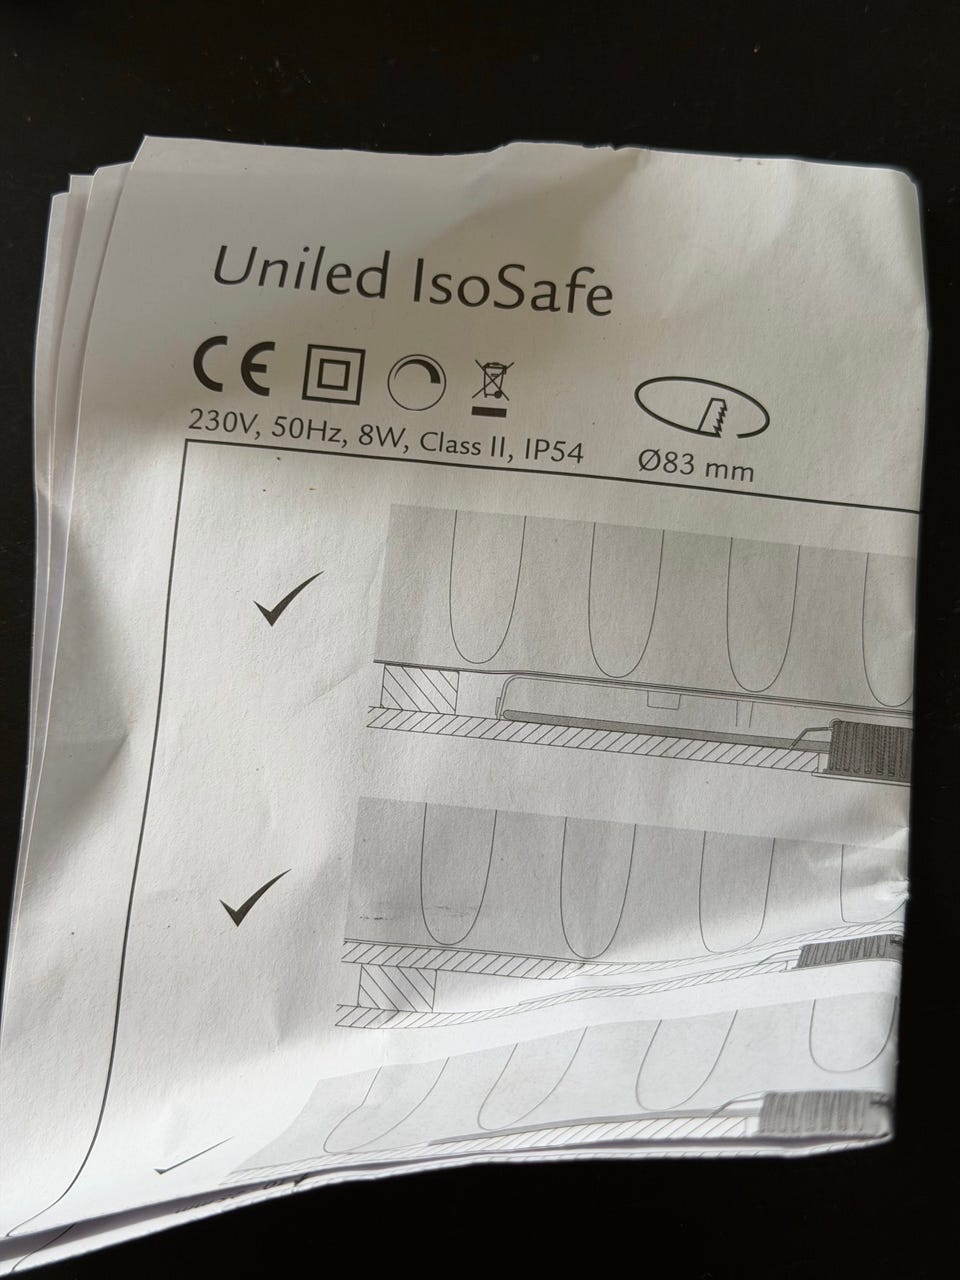 Uniled IsoSafe
CE
230V, 50Hz, 8W, Class II, IP54
Ø83 mm